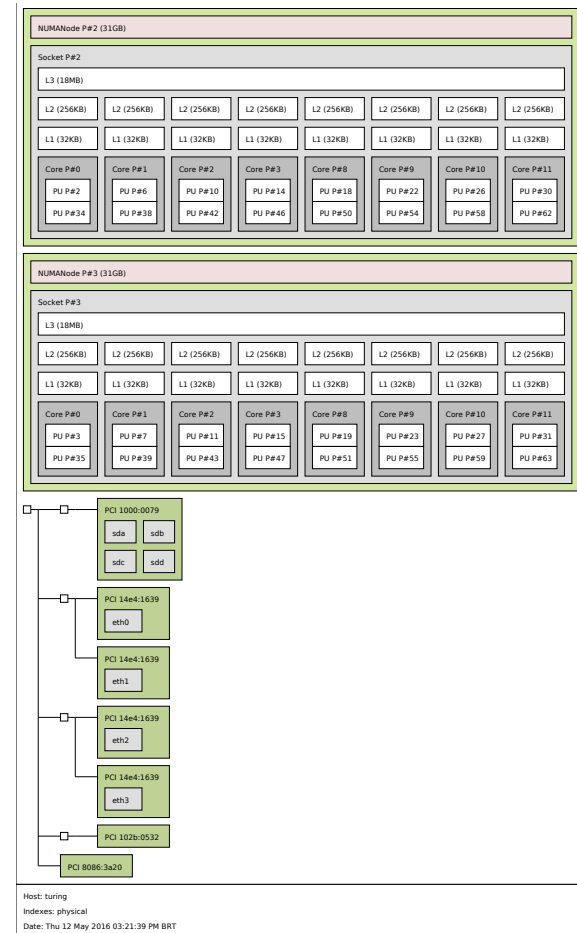 NUMANode P#2 (31GB)
Socket P#2
L3 (18MB)
L2 (256KB) L2 (256KB) L2 (256KB) L2 (256KB) L2 (256KB) L2 (256KB) L2 (256KB) L2 (256KB)
L1 (32KB) L1 (32KB) L1 (32KB) L1 (32KB) L1 (32KB) L1 (32KB) L1 (32KB) L1 (32KB)
Core P#0 Core P#1 Core P#2 Core P#3 Core P#8 Core P#9 Core P#10 Core P#11
PU P#2 PU P#6 PU P#10 PU P#14 PU P#18 PU P#22 PU P#26 PU P#30
PU P#34 PU P#38 PU P#42 PU P#46 PU P#50 PU P#54 PU P#58 PU P#62
NUMANode P#3 (31GB)
Socket P#3
L3 (18MB)
L2 (256KB) L2 (256KB) L2 (256KB) L2 (256KB) L2 (256KB) L2 (256KB) L2 (256KB) L2 (256KB)
L1 (32KB) L1 (32KB) L1 (32KB) L1 (32KB) L1 (32KB) L1 (32KB) L1 (32KB) L1 (32KB)
Core P#0 Core P#1 Core P#2 Core P#3 Core P#8 Core P#9 Core P#10 Core P#11
PU P#3 PU P#7 PU P#11 PU P#15 PU P#19 PU P#23 PU P#27 PU P#31
PU P#35 PU P#39 PU P#43 PU P#47 PU P#51 PU P#55 PU P#59 PU P#63
PCI 1000:0079
sda sdb
sdc sdd
PCI 14e4:1639
eth0
PCI 14e4:1639
eth1
PCI 14e4:1639
eth2
PCI 14e4:1639
eth3
PCI 102b:0532
PCI 8086:3a20
Host: turing
Indexes: physical
Date: Thu 12 May 2016 03:21:39 PM BRT